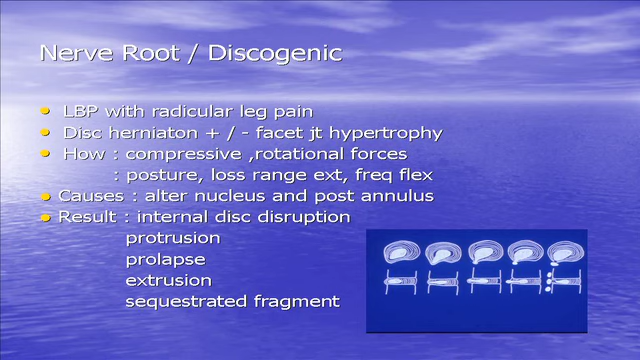 Nerve Root / Discogenic
LBP with radicular leg pain
Disc herniaton + / - facet jt hypertrophy
How : compressive ,rotational forces
: posture, loss range ext, freq flex
Causes : alter nucleus and post annulus
Result : internal disc disruption
protrusion
prolapse
extrusion
sequestrated fragment